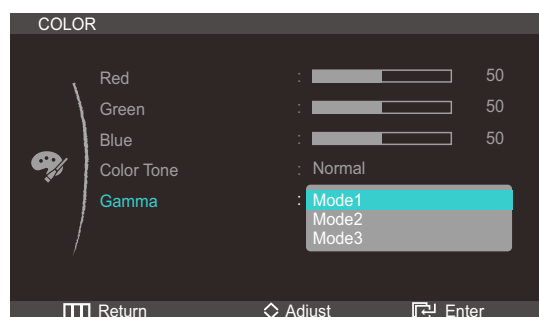 COLOR
Red : 50
Green : 50
Blue : 50
Color Tone : Normal
Gamma : Mode1
Mode2
Mode3
Return Adjust Enter